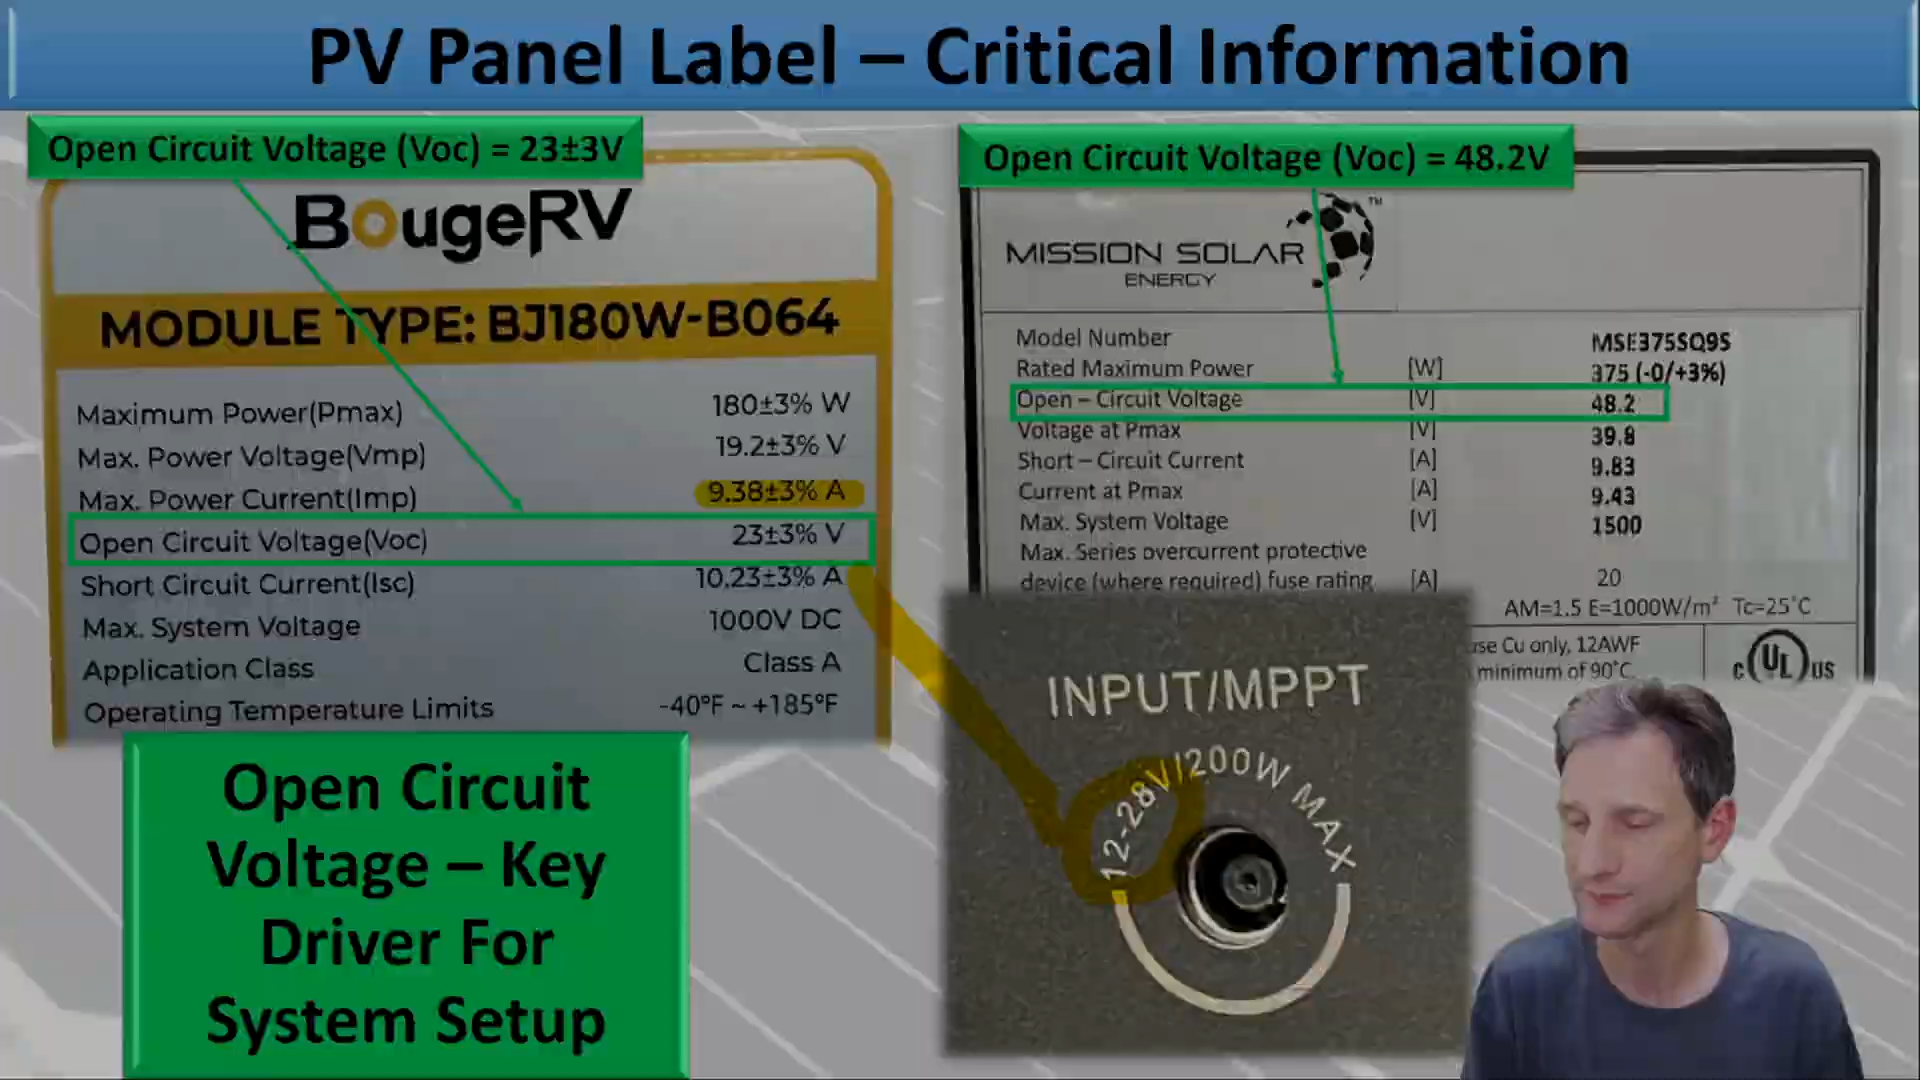 PV Panel Label – Critical Information
Open Circuit Voltage (Voc) = 23±3V
BougeRV
MODULE TYPE: BJ180W-B064
Maximum Power(Pmax) 180±3% W
Max. Power Voltage(Vmp) 19.2±3% V
Max. Power Current(Imp) 9.38±3% A
Open Circuit Voltage(Voc) 23±3% V
Short Circuit Current(Isc) 10.23±3% A
Max. System Voltage 1000V DC
Application Class Class A
Operating Temperature Limits -40°F ~ +185°F
Open Circuit
Voltage – Key
Driver For
System Setup
Open Circuit Voltage (Voc) = 48.2V
MISSION SOLAR™
ENERGY
Model Number MSE375SQ9S
Rated Maximum Power [W] 375 (-0/+3%)
Open – Circuit Voltage [V] 48.2
Voltage at Pmax [V] 39.8
Short – Circuit Current [A] 9.83
Current at Pmax [A] 9.43
Max. System Voltage [V] 1500
Max. Series overcurrent protective
device (where required) fuse rating [A] 20
AM=1.5 E=1000W/m² Tc=25°C
Cu only, 12AWF
minimum of 90°C
c UL us
INPUT/MPPT
12-28V/200W MAX